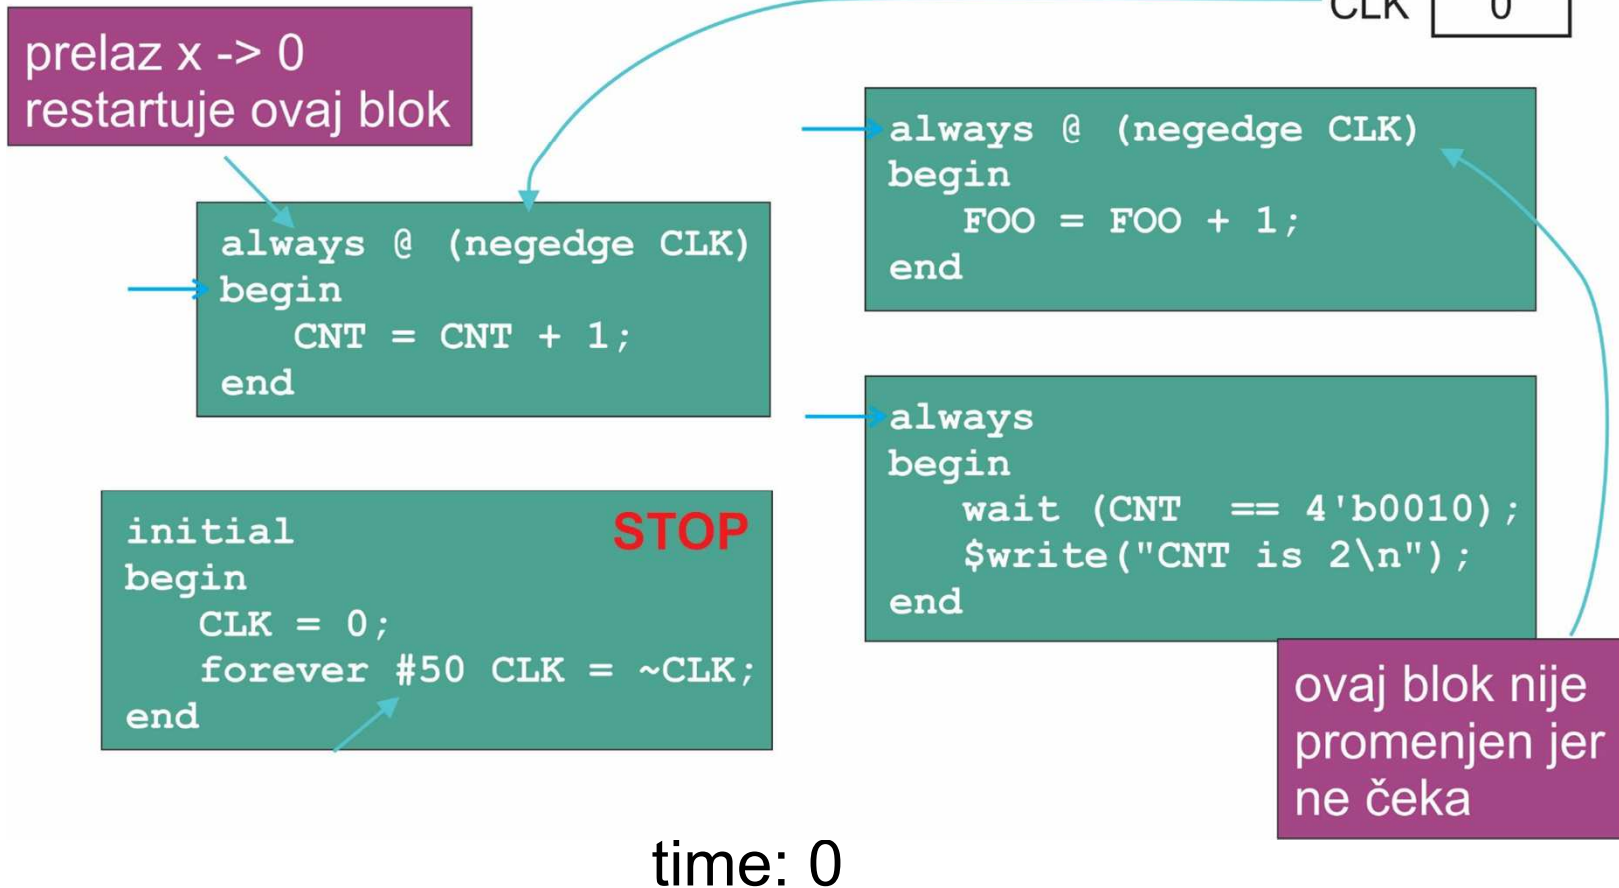 CLK 0
prelaz x -> 0
restartuje ovaj blok
always @ (negedge CLK)
begin
CNT = CNT + 1;
end
always @ (negedge CLK)
begin
FOO = FOO + 1;
end
initial
STOP
begin
CLK = 0;
forever #50 CLK = ~CLK;
end
always
begin
wait (CNT  == 4'b0010);
$write("CNT is 2\n");
end
ovaj blok nije
promenjen jer
ne čeka
time: 0